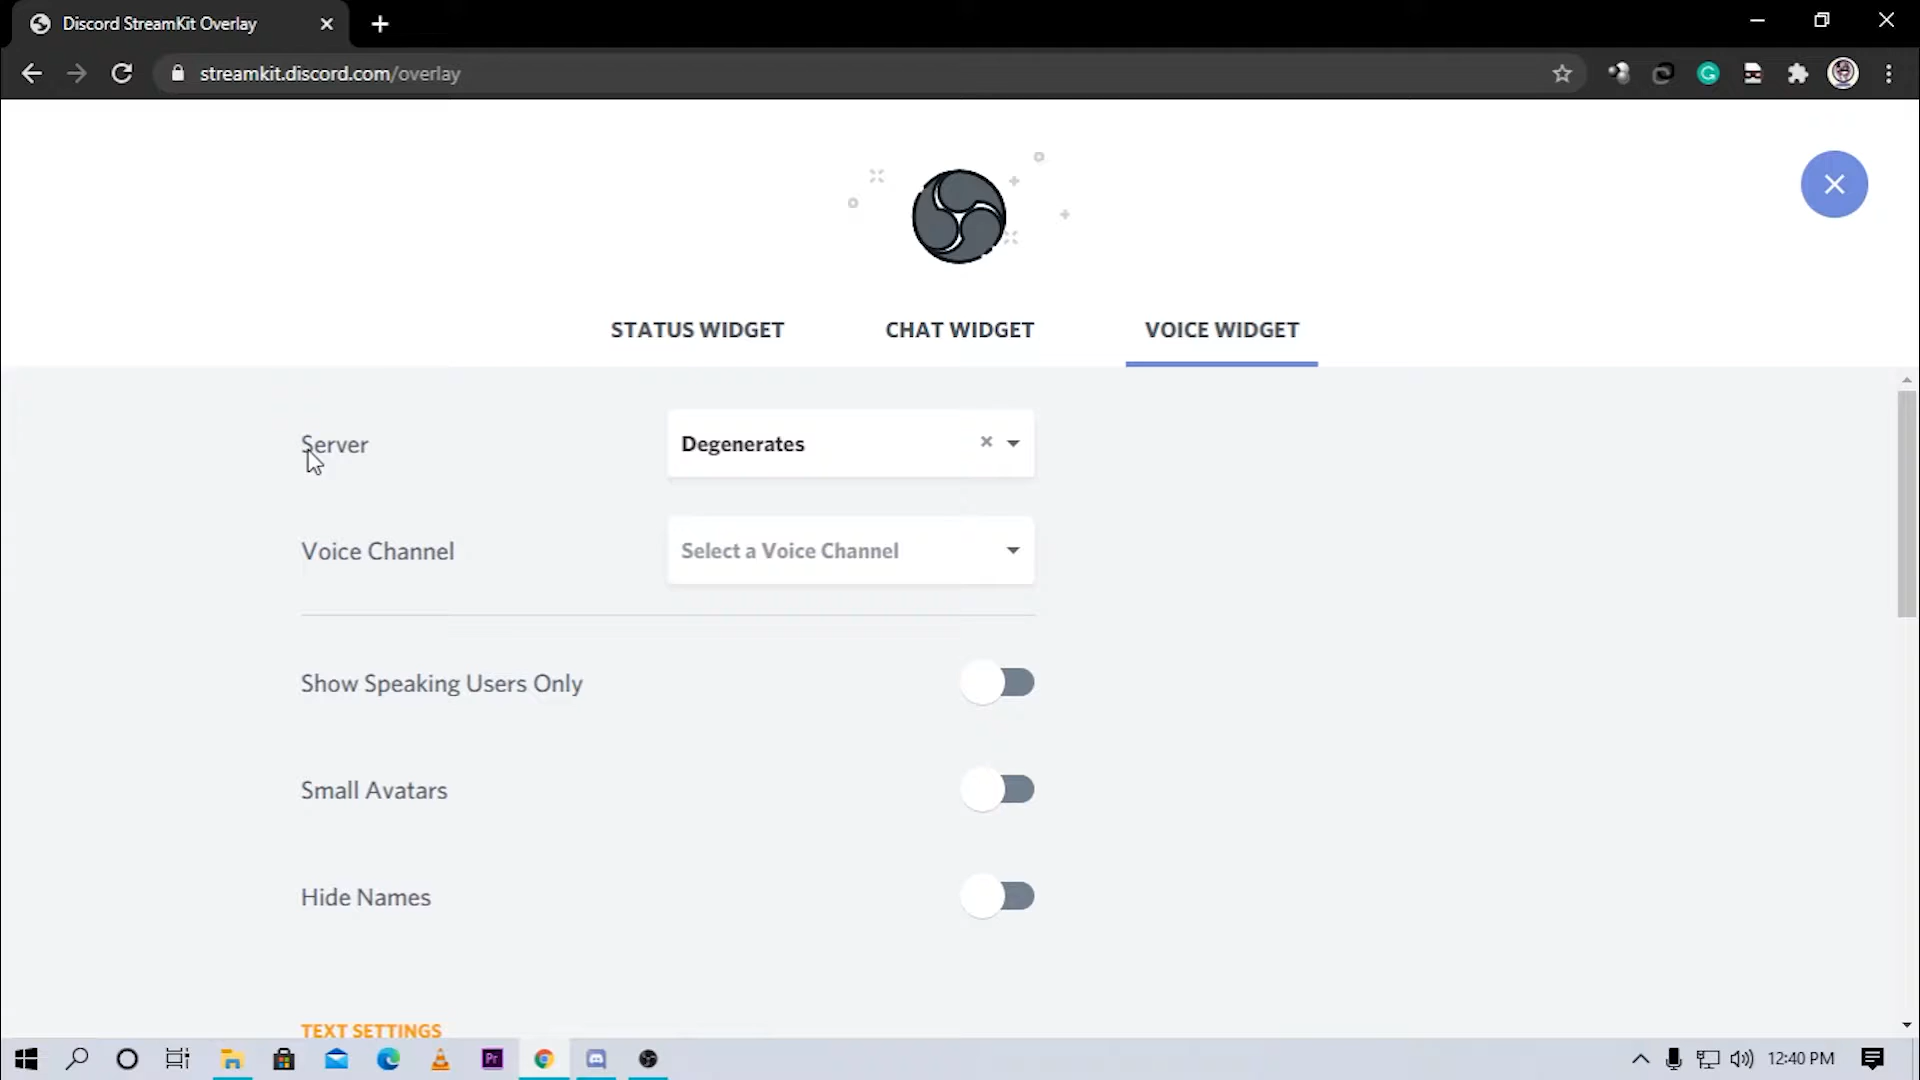 Discord StreamKit Overlay
streamkit.discord.com/overlay
STATUS WIDGET
CHAT WIDGET
VOICE WIDGET
Server
Degenerates
Voice Channel
Select a Voice Channel
Show Speaking Users Only
Small Avatars
Hide Names
TEXT SETTINGS
Pr
12:40 PM